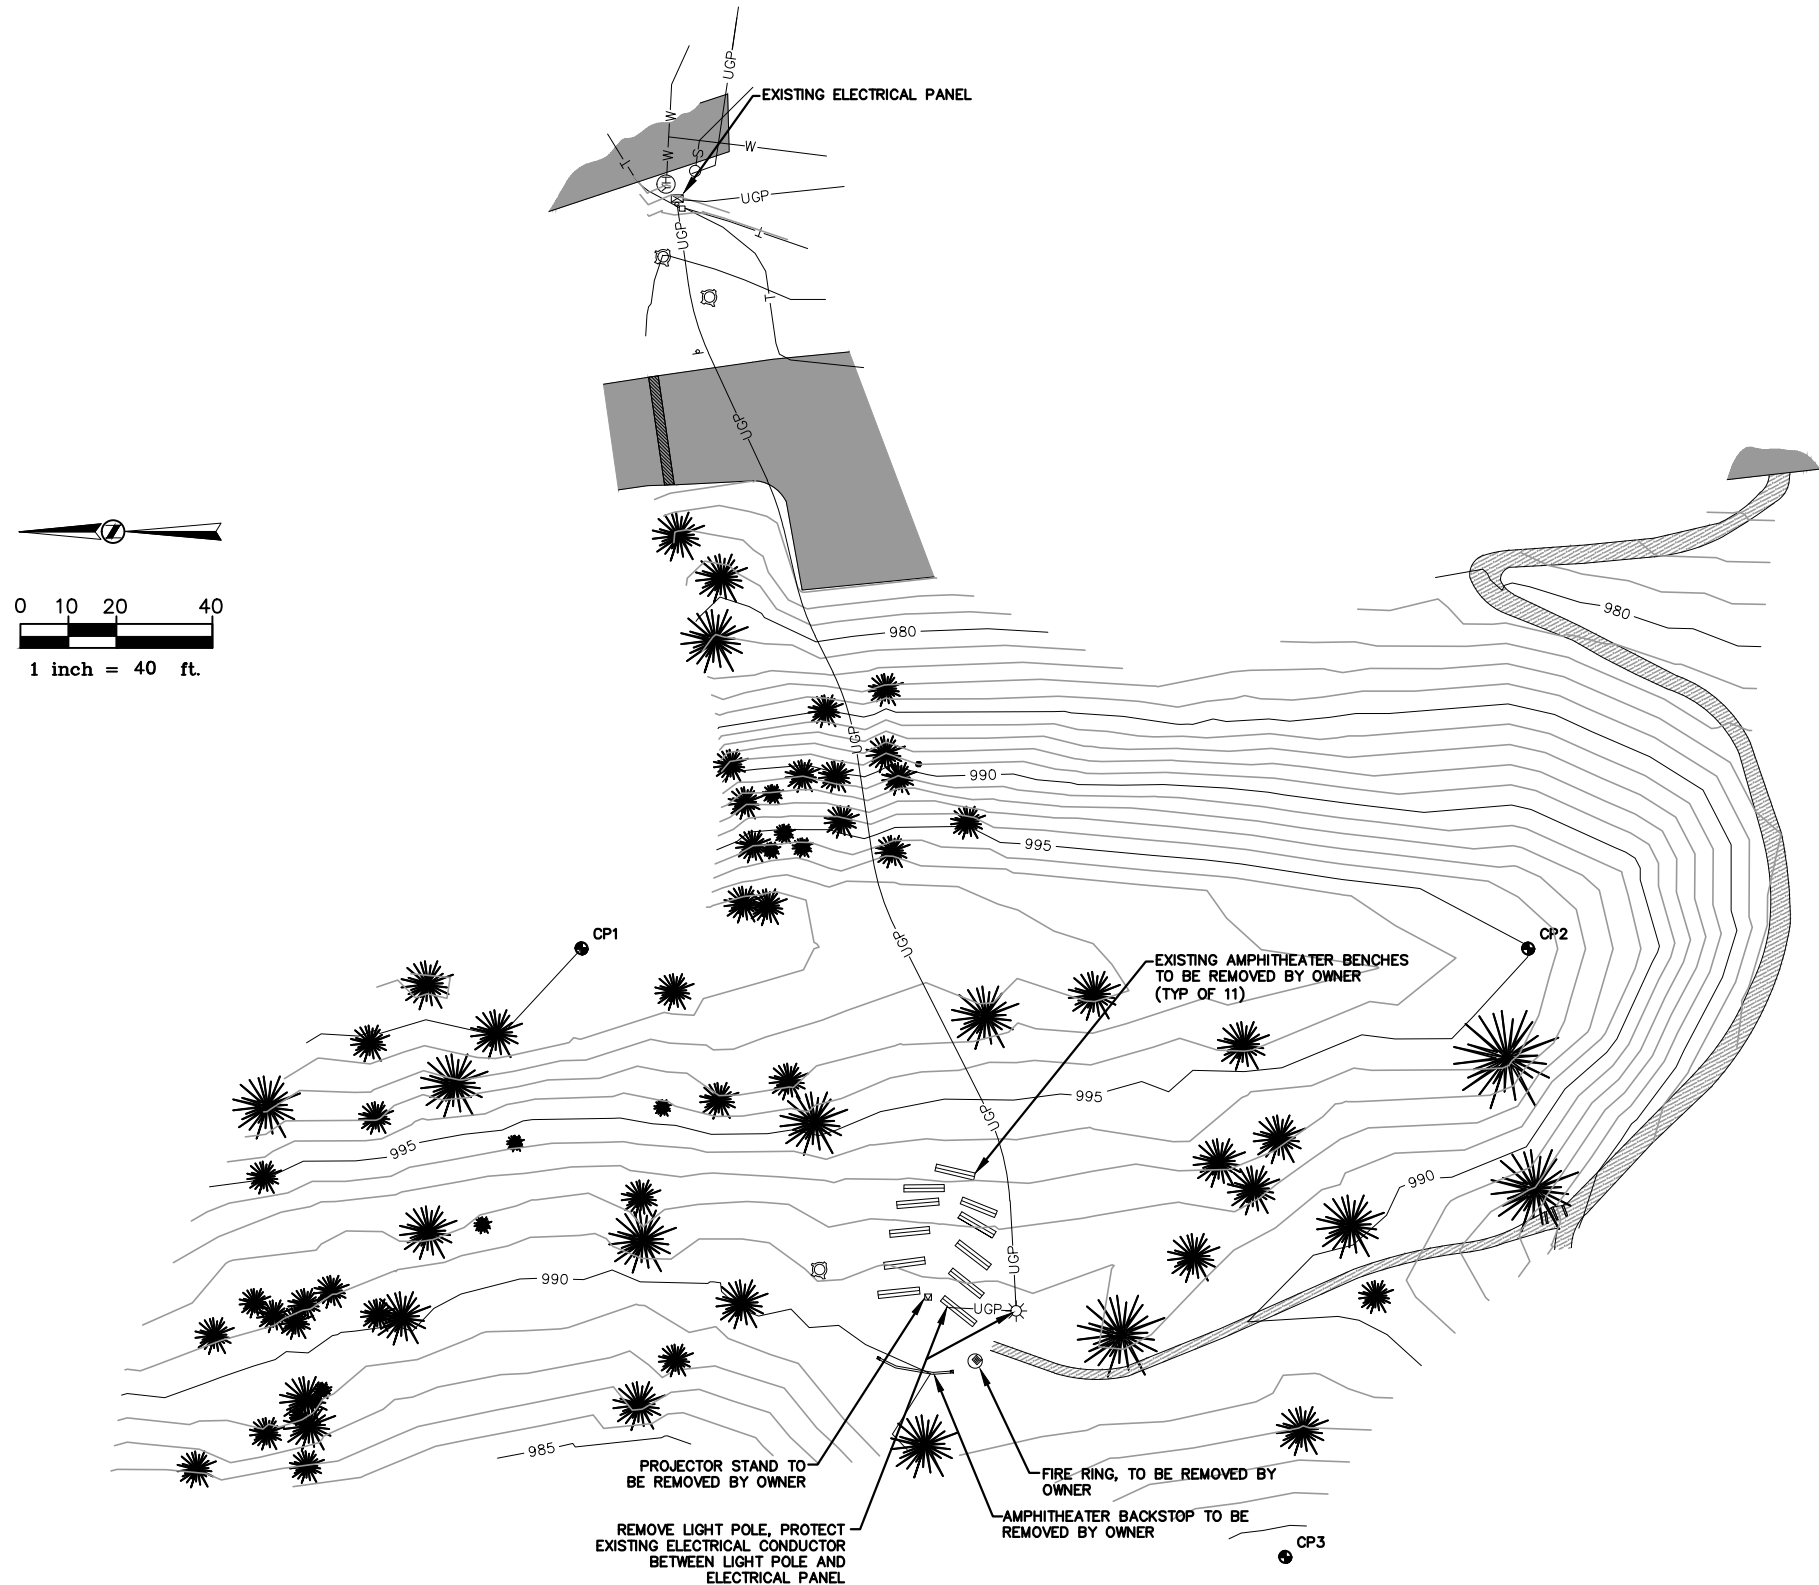 UGP
EXISTING ELECTRICAL PANEL
W
W
W
S
T
YH
UGP
UGP
T
T
UGP
0 10 20 40
1 inch = 40 ft.
980
980
UGP
990
995
UGP
CP1
CP2
EXISTING AMPHITHEATER BENCHES
TO BE REMOVED BY OWNER
(TYP OF 11)
995
UGP
995
990
UGP
990
UGP
985
PROJECTOR STAND TO
BE REMOVED BY OWNER
FIRE RING, TO BE REMOVED BY
OWNER
AMPHITHEATER BACKSTOP TO BE
REMOVED BY OWNER
REMOVE LIGHT POLE, PROTECT
EXISTING ELECTRICAL CONDUCTOR
BETWEEN LIGHT POLE AND
ELECTRICAL PANEL
CP3